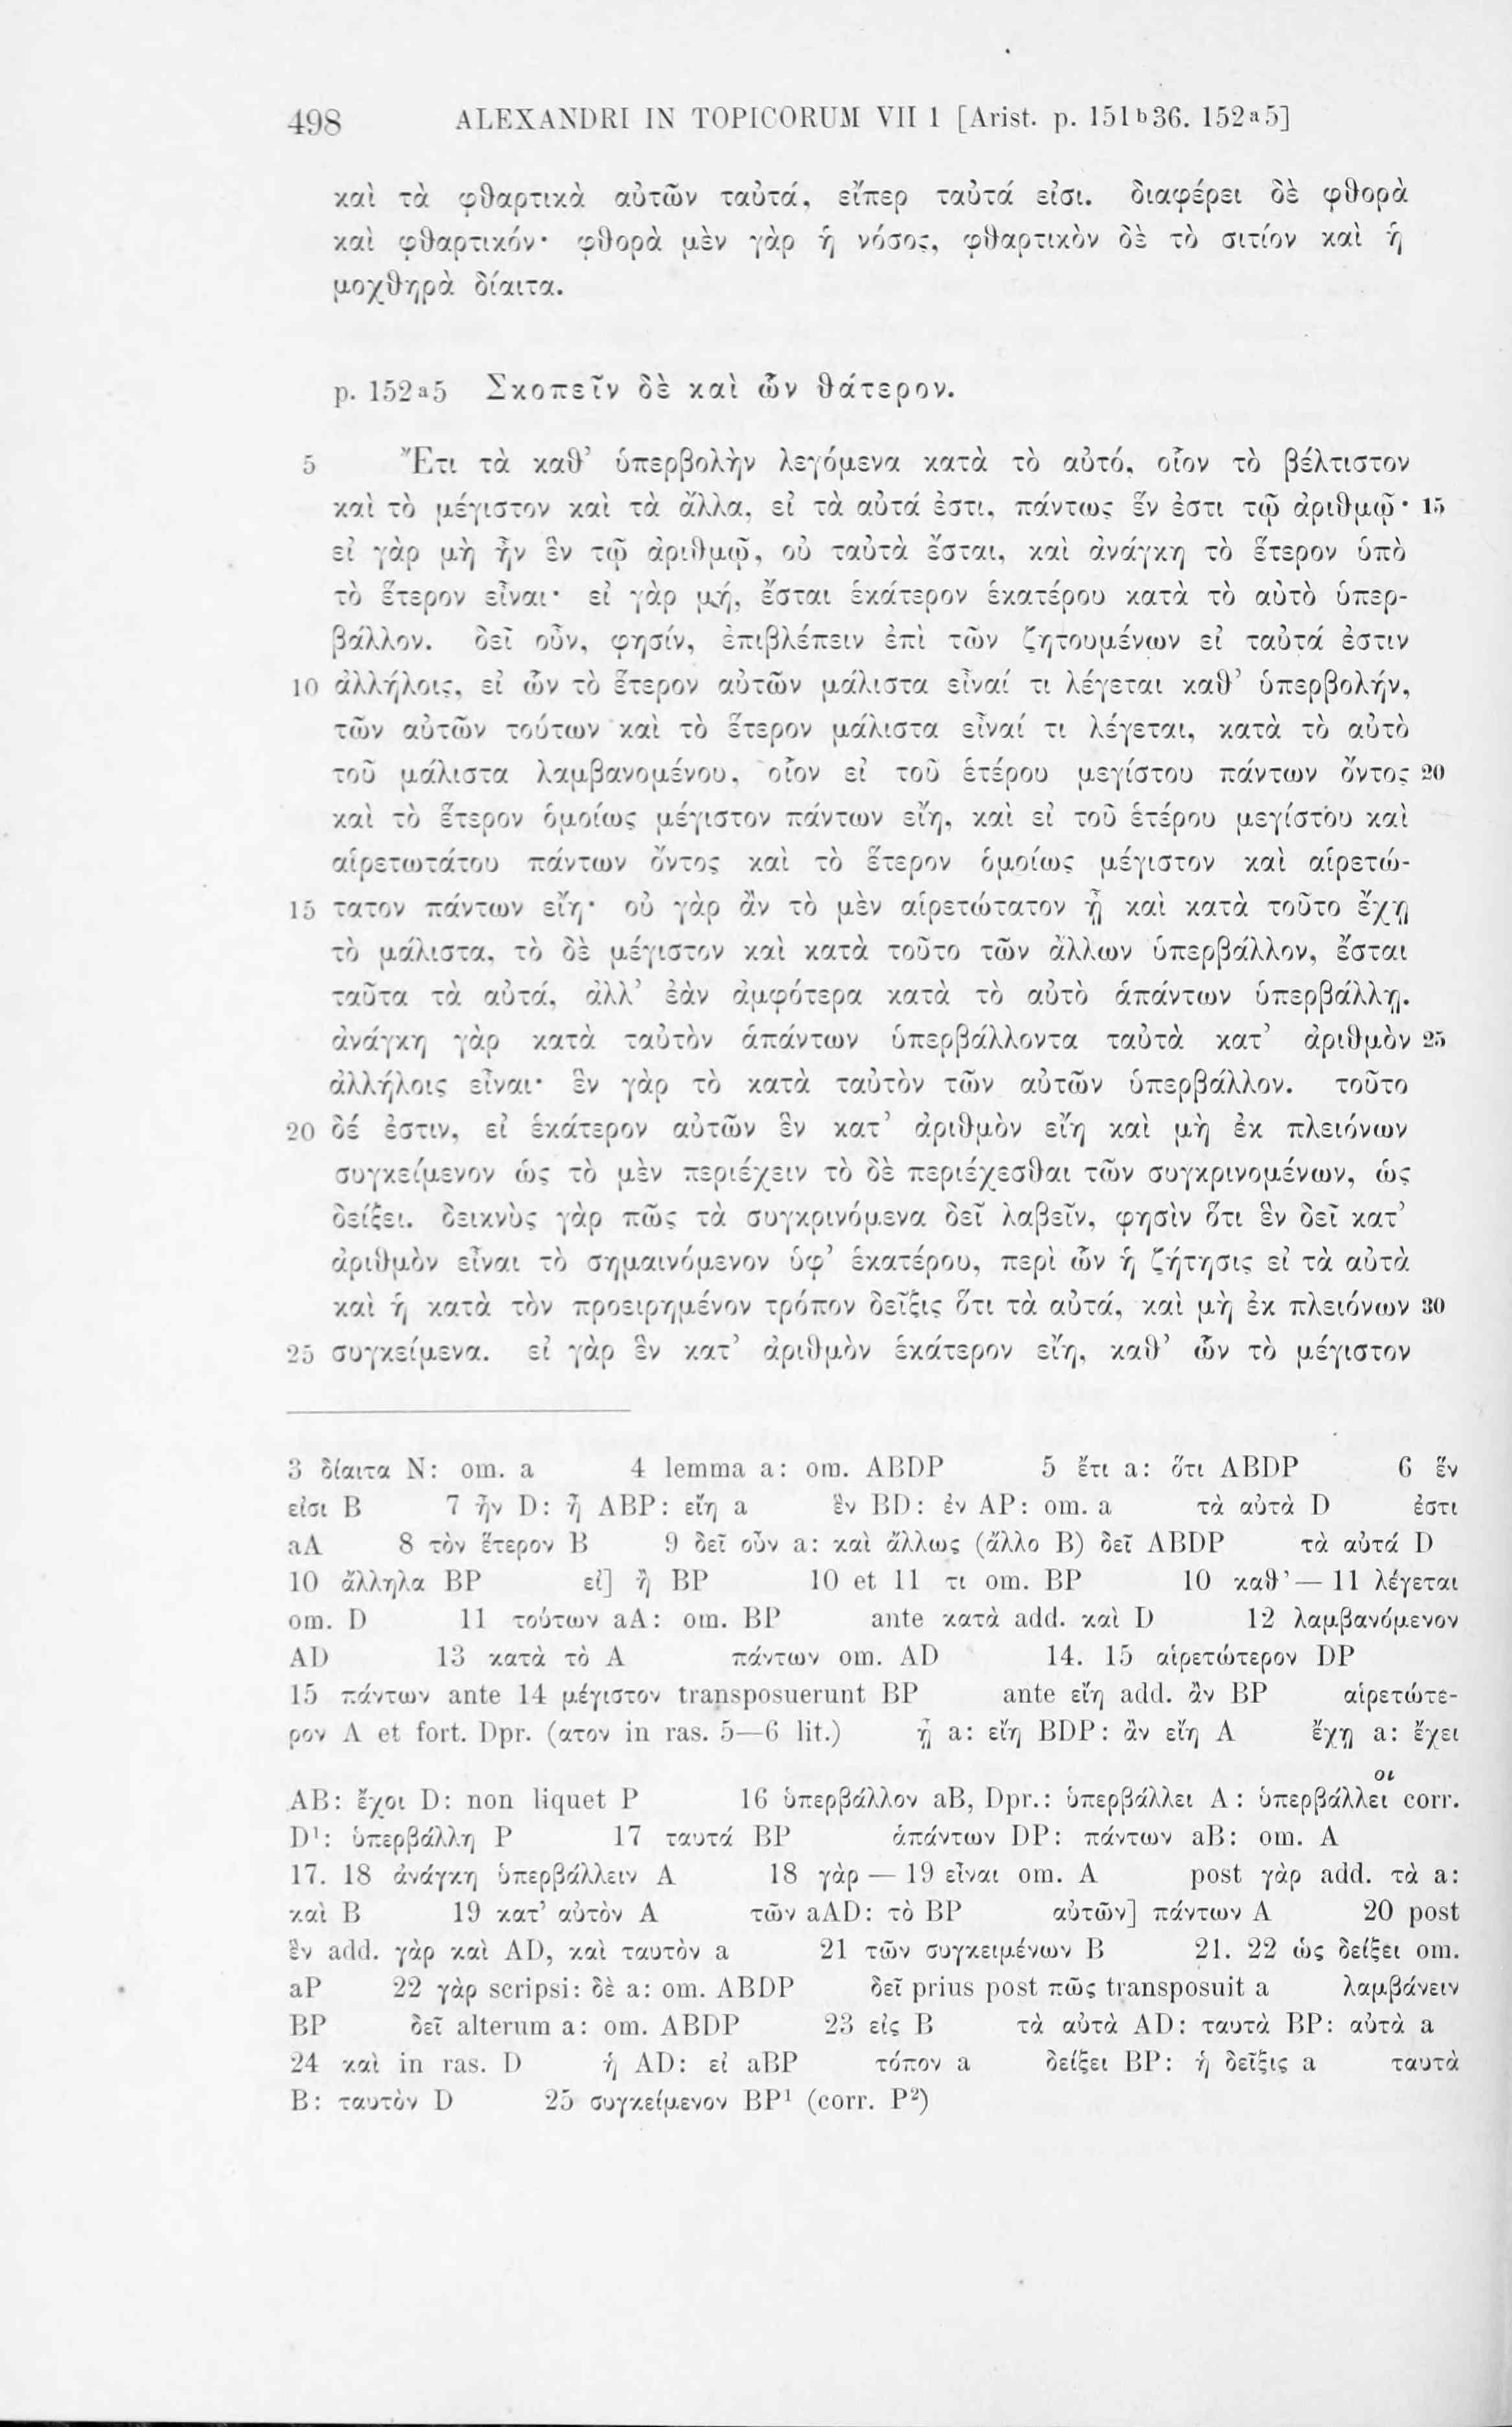 498 ALEXANDRI IN TOPICORUM VII 1 [Arist. p. 151b36. 152a5]
καὶ τὰ φθαρτικὰ αὐτῶν ταὐτά, εἴπερ ταὐτά εἰσι. διαφέρει δὲ φθορὰ
καὶ φθαρτικόν· φθορὰ μὲν γὰρ ἡ νόσος, φθαρτικὸν δὲ τὸ σιτίον καὶ ἡ
μοχθηρὰ δίαιτα.
p. 152a5 Σκοπεῖν δὲ καὶ ὧν θάτερον.
5 Ἔτι τὰ καθ’ ὑπερβολὴν λεγόμενα κατὰ τὸ αὐτό, οἷον τὸ βέλτιστον
καὶ τὸ μέγιστον καὶ τὰ ἄλλα, εἰ τὰ αὐτά ἐστι, πάντως ἕν ἐστι τῷ ἀριθμῷ· 15
εἰ γὰρ μὴ ἦν ἓν τῷ ἀριθμῷ, οὐ ταὐτὰ ἔσται, καὶ ἀνάγκη τὸ ἕτερον ὑπὸ
τὸ ἕτερον εἶναι· εἰ γὰρ μή, ἔσται ἑκάτερον ἑκατέρου κατὰ τὸ αὐτὸ ὑπερ-
βάλλον. δεῖ οὖν, φησίν, ἐπιβλέπειν ἐπὶ τῶν ζητουμένων εἰ ταὐτά ἐστιν
10 ἀλλήλοις, εἰ ὧν τὸ ἕτερον αὐτῶν μάλιστα εἶναί τι λέγεται καθ’ ὑπερβολήν,
τῶν αὐτῶν τούτων καὶ τὸ ἕτερον μάλιστα εἶναί τι λέγεται, κατὰ τὸ αὐτὸ
τοῦ μάλιστα λαμβανομένου, οἷον εἰ τοῦ ἑτέρου μεγίστου πάντων ὄντος 20
καὶ τὸ ἕτερον ὁμοίως μέγιστον πάντων εἴη, καὶ εἰ τοῦ ἑτέρου μεγίστου καὶ
αἱρετωτάτου πάντων ὄντος καὶ τὸ ἕτερον ὁμοίως μέγιστον καὶ αἱρετώ-
15 τατον πάντων εἴη· οὐ γὰρ ἂν τὸ μὲν αἱρετώτατον ᾖ καὶ κατὰ τοῦτο ἔχῃ
τὸ μάλιστα, τὸ δὲ μέγιστον καὶ κατὰ τοῦτο τῶν ἄλλων ὑπερβάλλον, ἔσται
ταῦτα τὰ αὐτά, ἀλλ’ ἐὰν ἀμφότερα κατὰ τὸ αὐτὸ ἁπάντων ὑπερβάλλῃ.
ἀνάγκη γὰρ κατὰ ταὐτὸν ἁπάντων ὑπερβάλλοντα ταὐτὰ κατ’ ἀριθμὸν 25
ἀλλήλοις εἶναι· ἓν γὰρ τὸ κατὰ ταὐτὸν τῶν αὐτῶν ὑπερβάλλον. τοῦτο
20 δέ ἐστιν, εἰ ἑκάτερον αὐτῶν ἓν κατ’ ἀριθμὸν εἴη καὶ μὴ ἐκ πλειόνων
συγκείμενον ὡς τὸ μὲν περιέχειν τὸ δὲ περιέχεσθαι τῶν συγκρινομένων, ὡς
δείξει. δεικνὺς γὰρ πῶς τὰ συγκρινόμενα δεῖ λαβεῖν, φησὶν ὅτι ἓν δεῖ κατ’
ἀριθμὸν εἶναι τὸ σημαινόμενον ὑφ’ ἑκατέρου, περὶ ὧν ἡ ζήτησις εἰ τὰ αὐτὰ
καὶ ἡ κατὰ τὸν προειρημένον τρόπον δεῖξις ὅτι τὰ αὐτά, καὶ μὴ ἐκ πλειόνων 30
25 συγκείμενα. εἰ γὰρ ἓν κατ’ ἀριθμὸν ἑκάτερον εἴη, καθ’ ὧν τὸ μέγιστον
3 δίαιτα N: om. a 4 lemma a: om. ABDP 5 ἔτι a: ὅτι ABDP 6 ἕν
εἰσι B 7 ἦν D: ᾖ ABP: εἴη a ἓν BD: ἐν AP: om. a τὰ αὐτὰ D ἐστι
aA 8 τὸν ἕτερον B 9 δεῖ οὖν a: καὶ ἄλλως (ἄλλο B) δεῖ ABDP τὰ αὐτά D
10 ἄλληλα BP εἰ] ἢ BP 10 et 11 τι om. BP 10 καθ’ — 11 λέγεται
om. D 11 τούτων aA: om. BP ante κατὰ add. καὶ D 12 λαμβανόμενον
AD 13 κατὰ τὸ A πάντων om. AD 14. 15 αἱρετώτερον DP
15 πάντων ante 14 μέγιστον transposuerunt BP ante εἴη add. ἂν BP αἱρετώτε-
ρον A et fort. Dpr. (ατον in ras. 5—6 lit.) ᾖ a: εἴη BDP: ἂν εἴη A ἔχῃ a: ἔχει
AB: ἔχοι D: non liquet P 16 ὑπερβάλλον aB, Dpr.: ὑπερβάλλει A: ὑπερβάλλει οι corr.
D¹: ὑπερβάλλη P 17 ταυτά BP ἁπάντων DP: πάντων aB: om. A
17. 18 ἀνάγκη ὑπερβάλλειν A 18 γὰρ — 19 εἶναι om. A post γὰρ add. τὰ a:
καὶ B 19 κατ’ αὐτὸν A τῶν aAD: τὸ BP αὐτῶν] πάντων A 20 post
ἓν add. γὰρ καὶ AD, καὶ ταυτὸν a 21 τῶν συγκειμένων B 21. 22 ὡς δείξει om.
aP 22 γὰρ scripsi: δὲ a: om. ABDP δεῖ prius post πῶς transposuit a λαμβάνειν
BP δεῖ alterum a: om. ABDP 23 εἰς B τὰ αὐτὰ AD: ταυτὰ BP: αὐτὰ a
24 καὶ in ras. D ἡ AD: εἰ aBP τόπον a δείξει BP: ἡ δεῖξις a ταυτὰ
B: ταυτὸν D 25 συγκείμενον BP¹ (corr. P²)